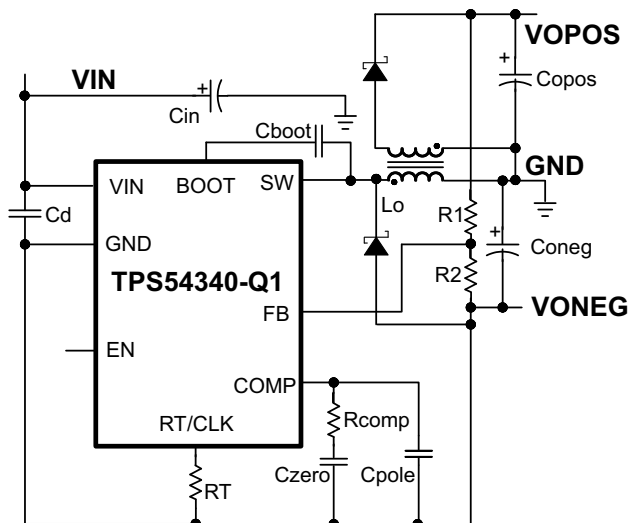 VOPOS
VIN
+
Cin
+
Copos
Cboot
VIN
BOOT
SW
GND
Cd
Lo
R1
GND
+
Coneg
TPS54340-Q1
R2
FB
VONEG
EN
COMP
RT/CLK
Rcomp
RT
Czero
Cpole